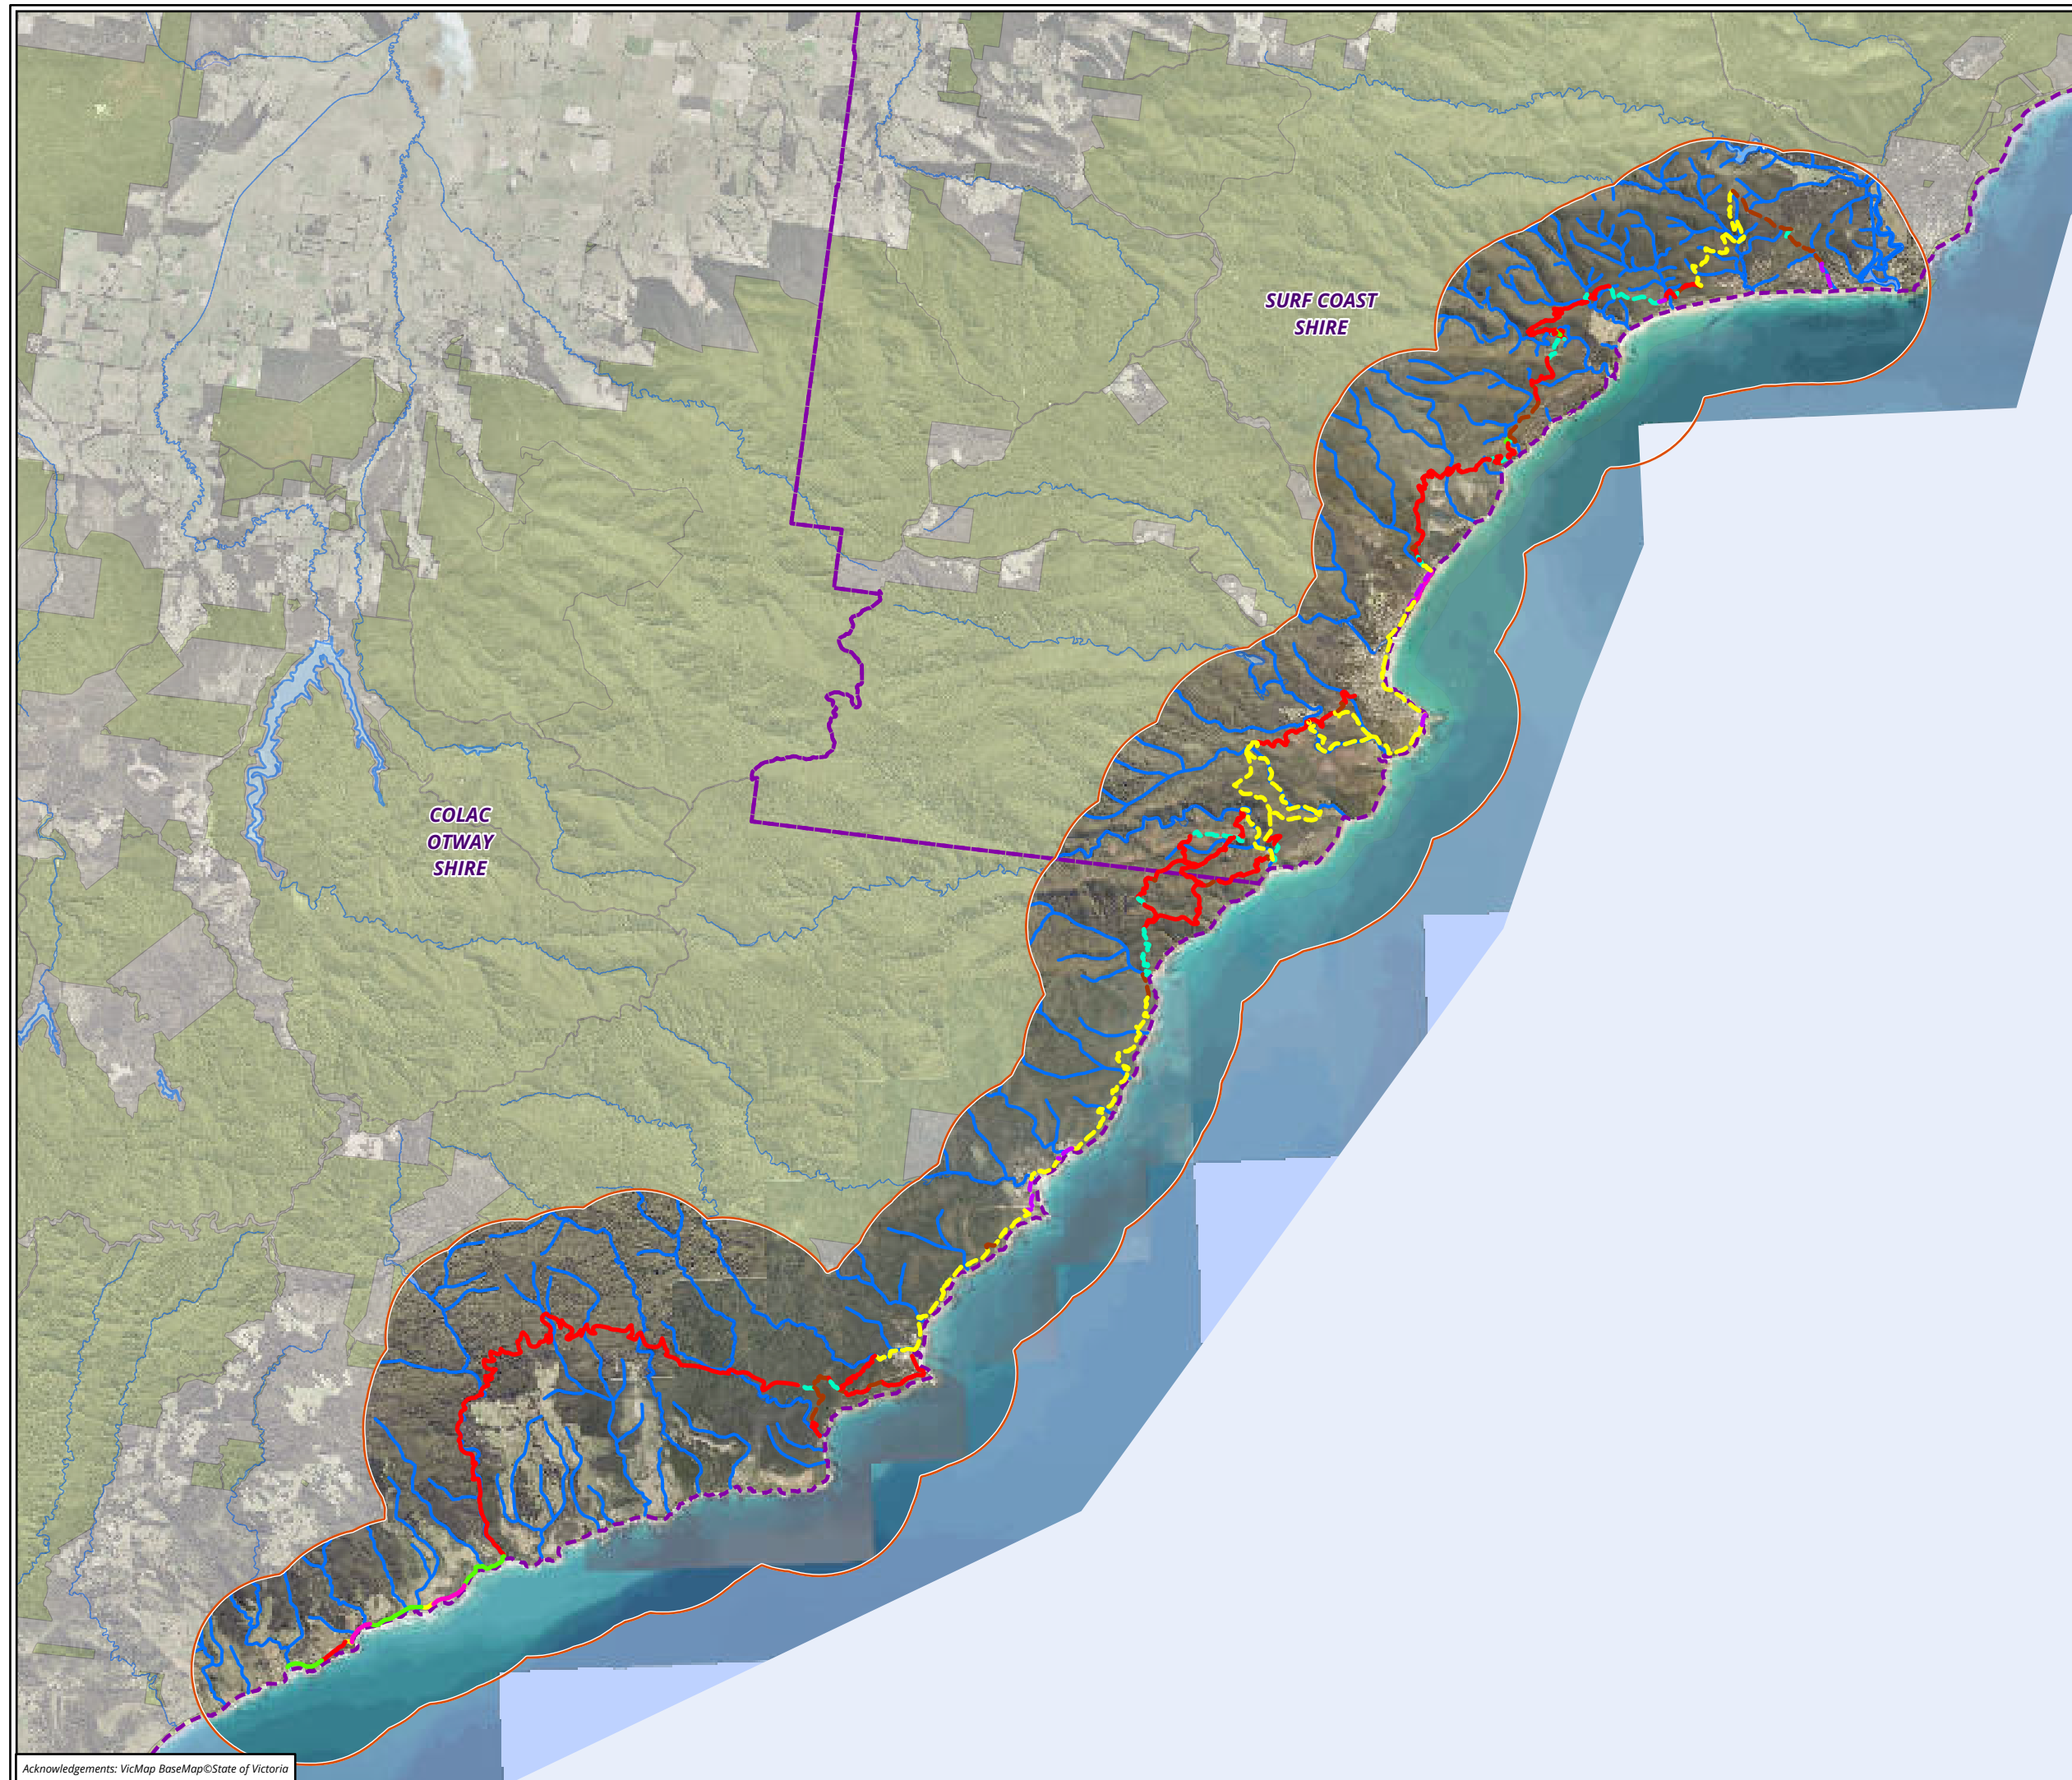 SURF COAST
SHIRE
COLAC
OTWAY
SHIRE
Acknowledgements: VicMap BaseMap©State of Victoria